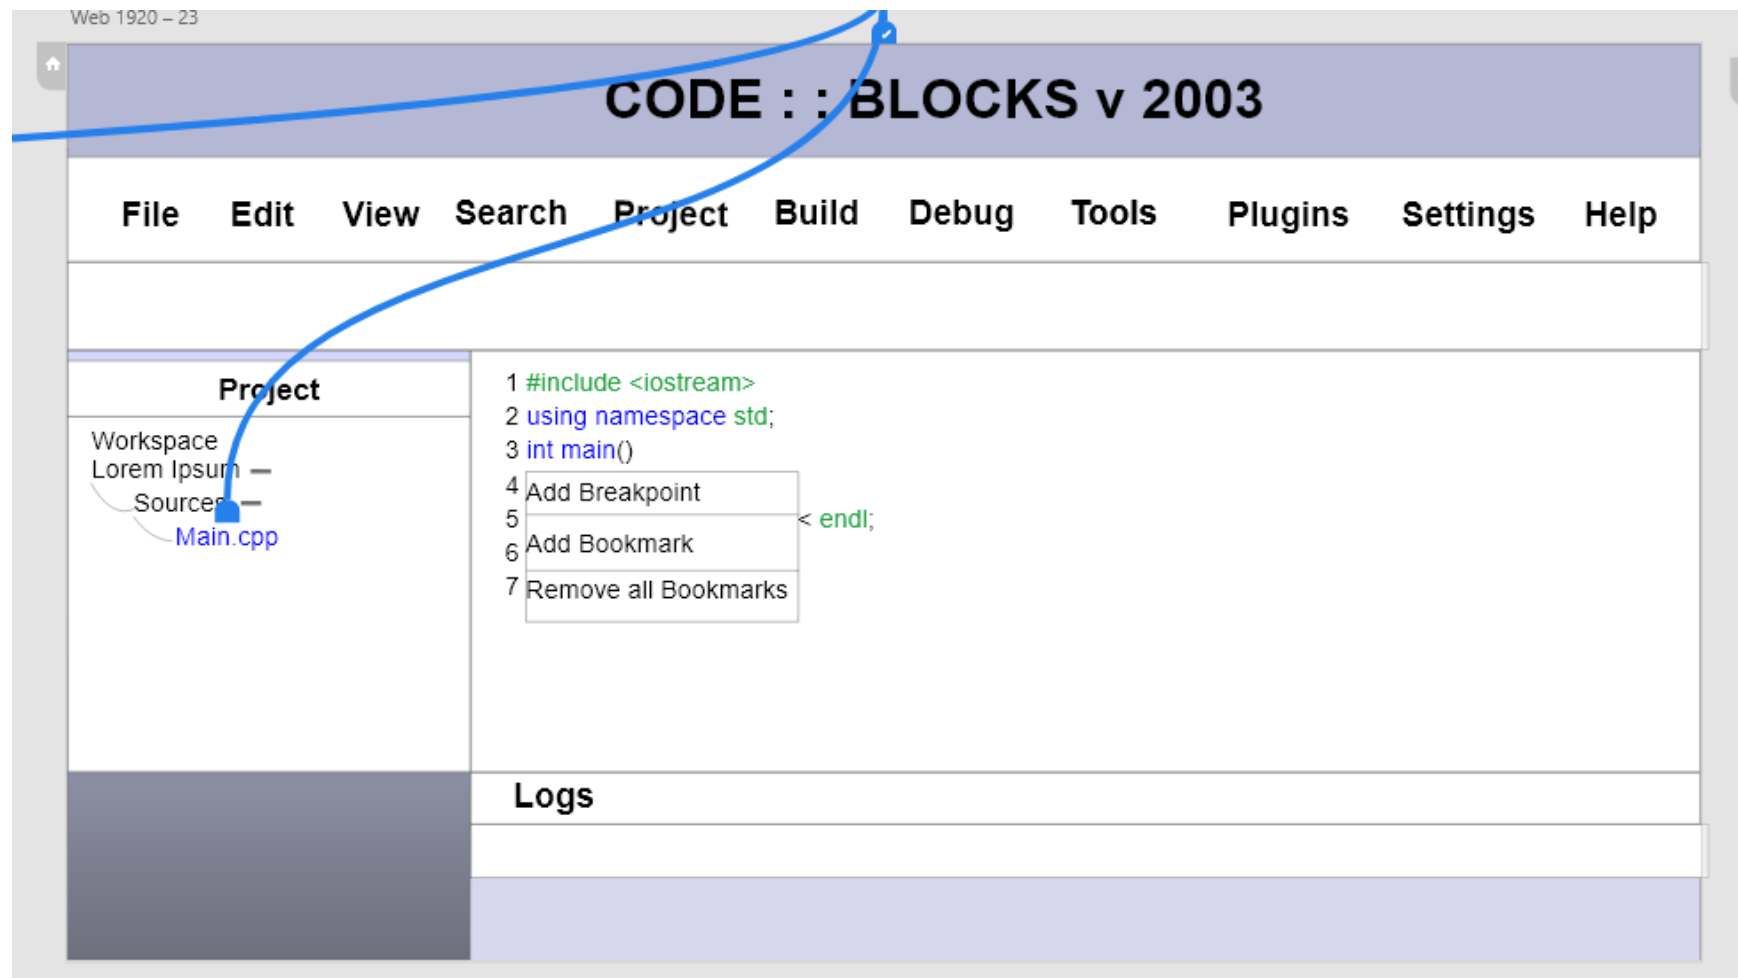 Web 1920 – 23
CODE : : BLOCKS v 2003
File Edit View Search Project Build Debug Tools Plugins Settings Help
Project
Workspace
Lorem Ipsum
Sources
Main.cpp
1 #include <iostream>
2 using namespace std;
3 int main()
4
Add Breakpoint
5
< endl;
6
Add Bookmark
7
Remove all Bookmarks
Logs